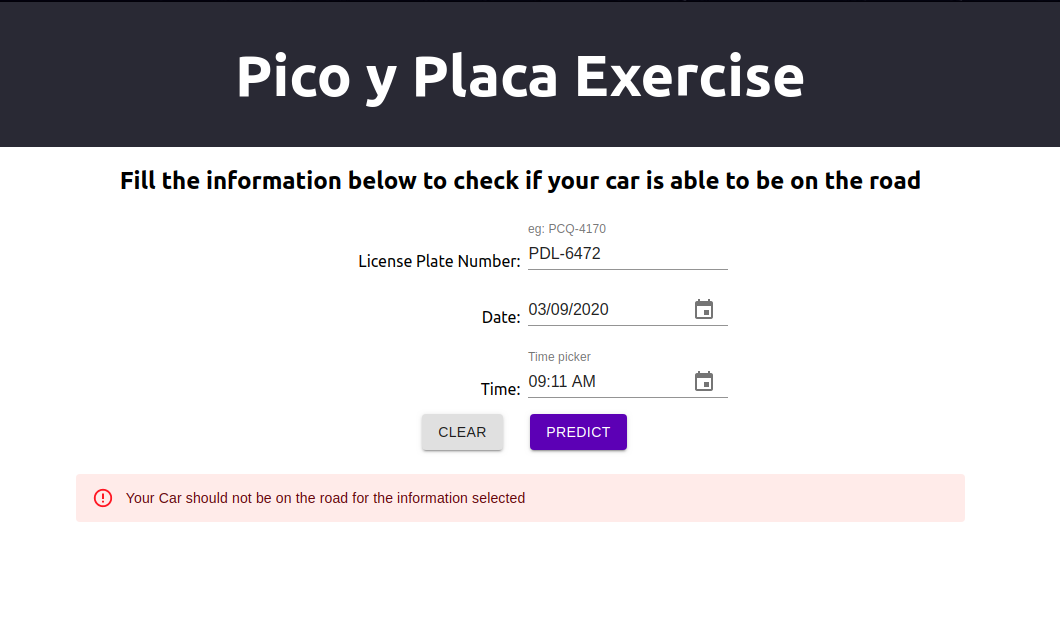 Pico y Placa Exercise
Fill the information below to check if your car is able to be on the road
eg: PCQ-4170
License Plate Number: PDL-6472
Date: 03/09/2020
Time picker
Time: 09:11 AM
CLEAR PREDICT
Your Car should not be on the road for the information selected